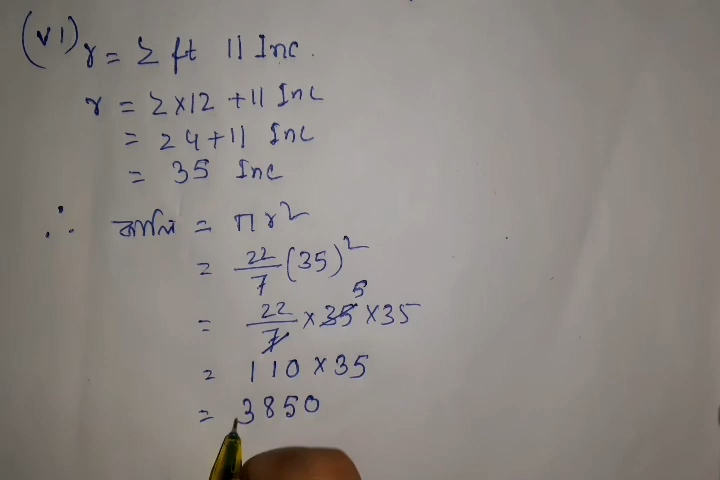 (vi) r = 2 ft 11 Inc.
r = 2×12 + 11 Inc
= 24 + 11 Inc
= 35 Inc
∴ কালি = πr²
= 22/7 (35)²
= 22/7 × 35 5 × 35
= 110 × 35
= 3850